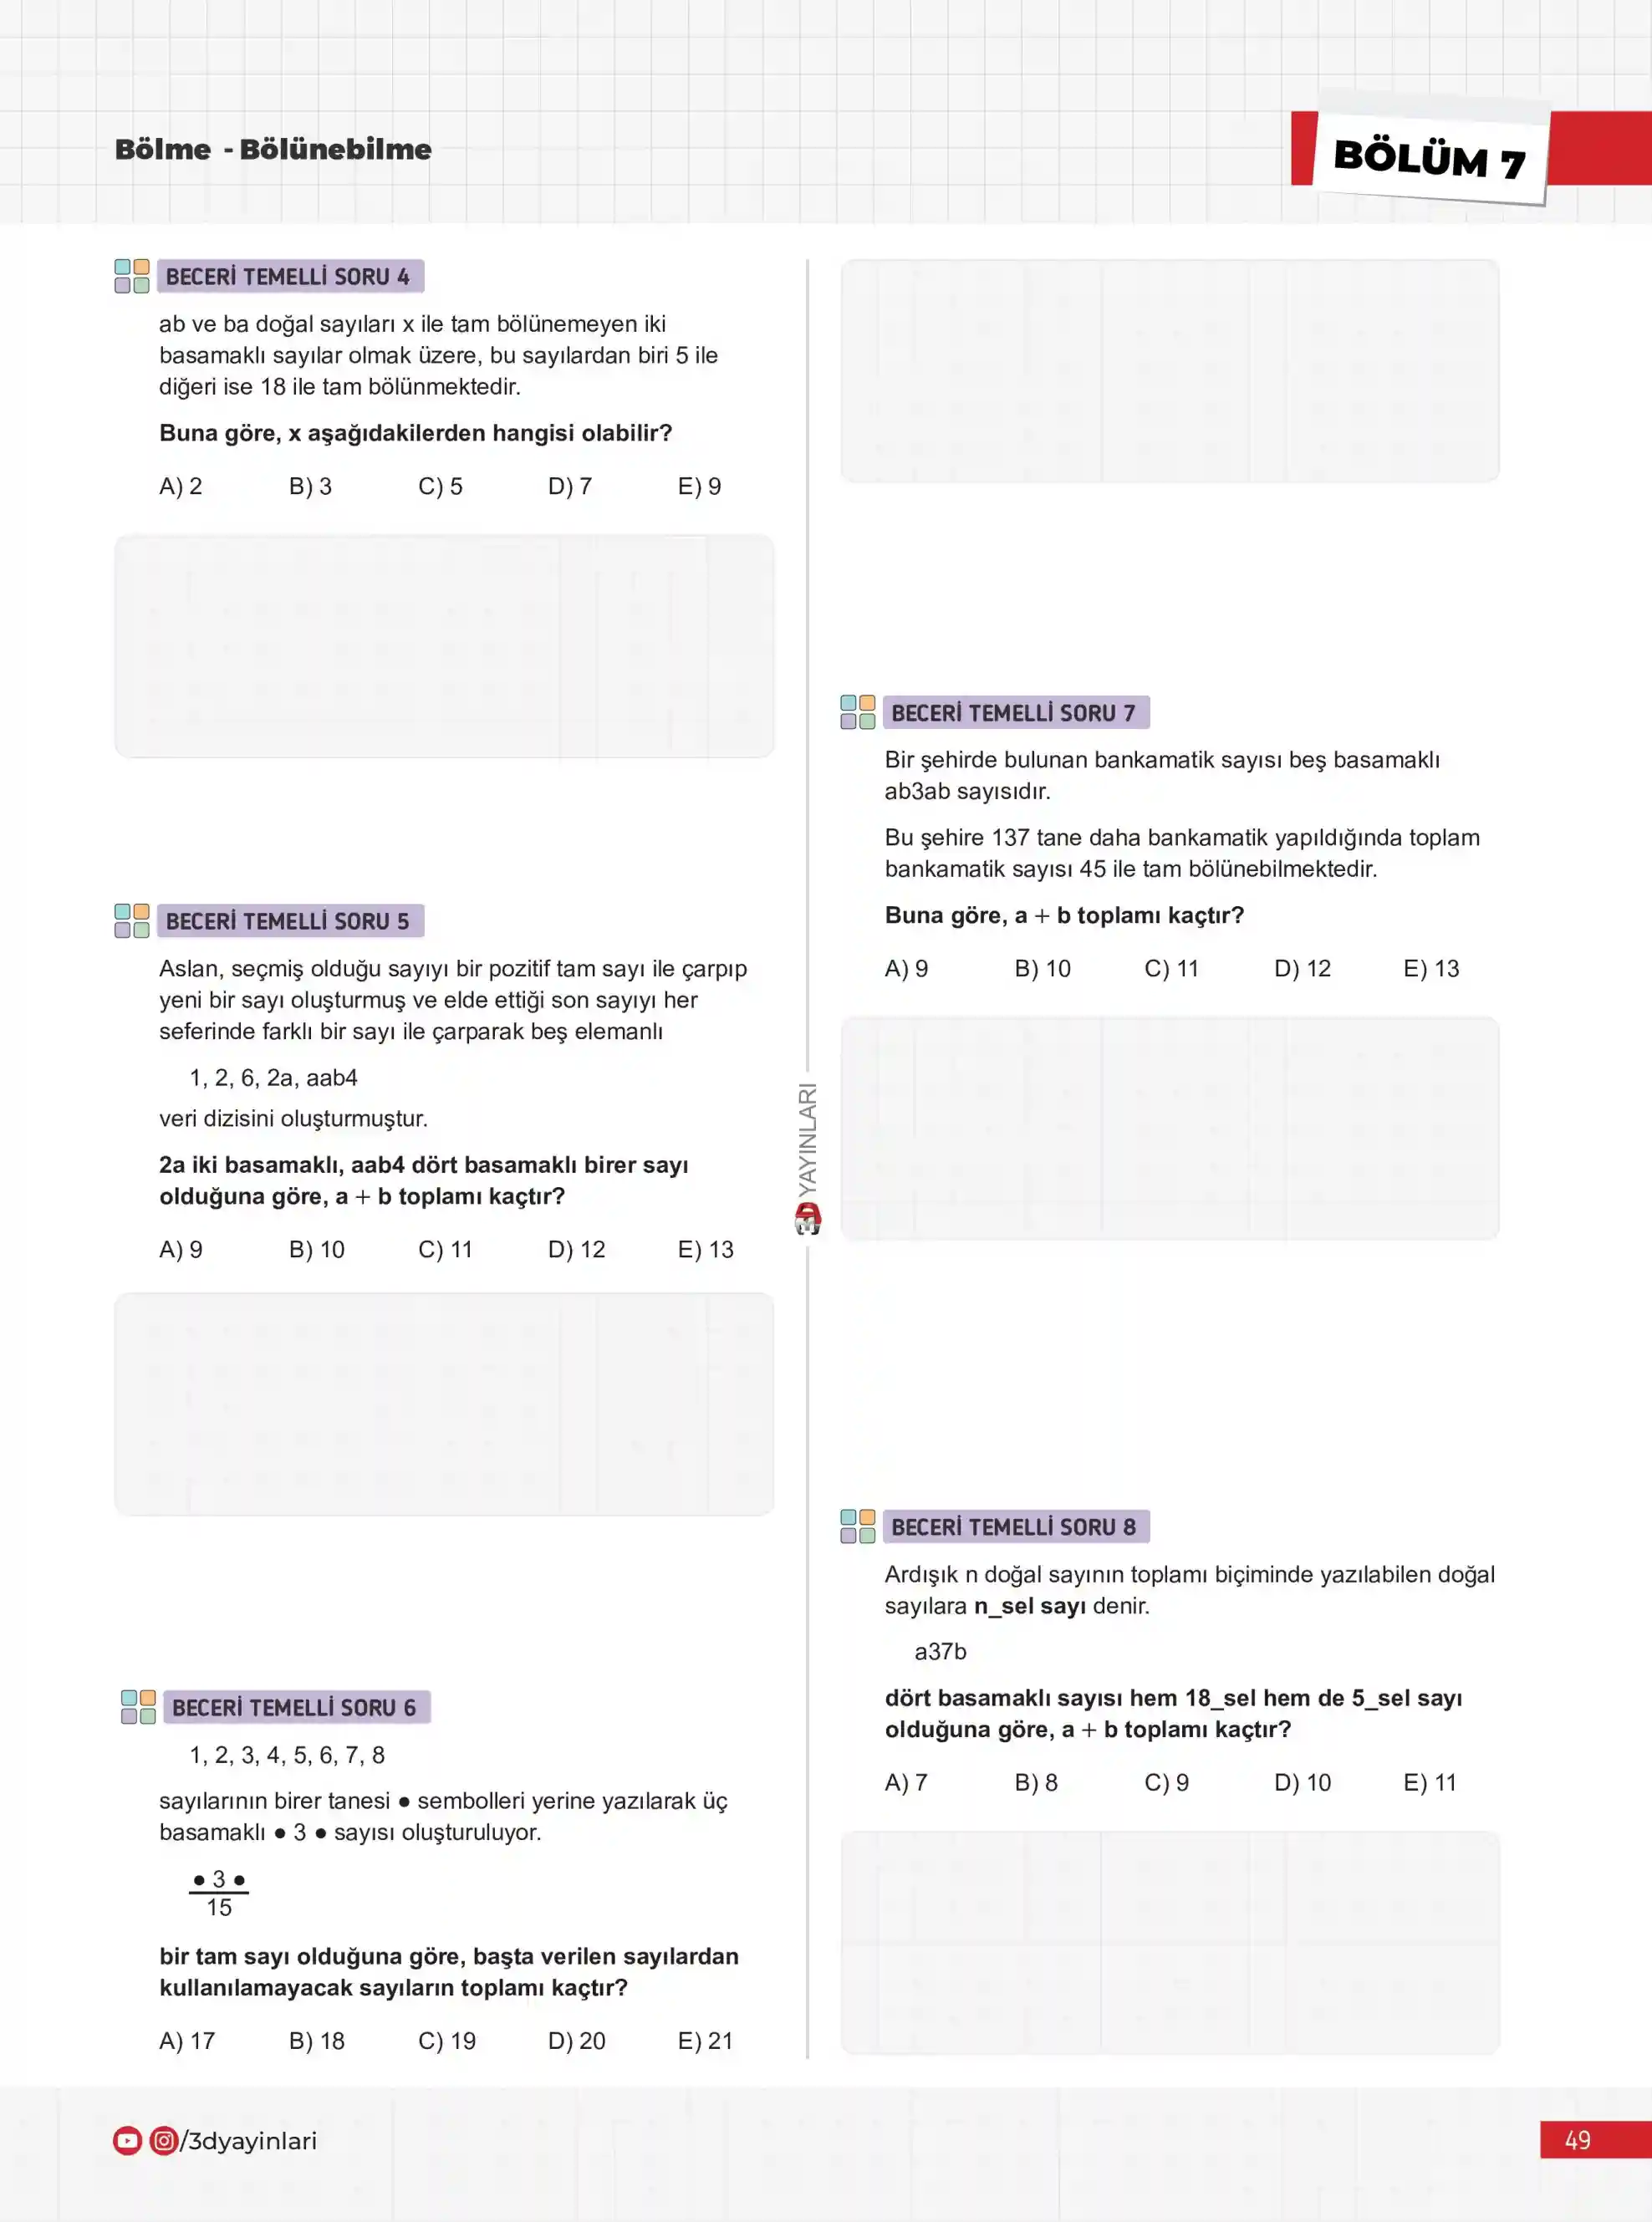 Bölme - Bölünebilme
BÖLÜM 7
BECERİ TEMELLİ SORU 4
ab ve ba doğal sayıları x ile tam bölünemeyen iki
basamaklı sayılar olmak üzere, bu sayılardan biri 5 ile
diğeri ise 18 ile tam bölünmektedir.
Buna göre, x aşağıdakilerden hangisi olabilir?
A) 2 B) 3 C) 5 D) 7 E) 9
BECERİ TEMELLİ SORU 5
Aslan, seçmiş olduğu sayıyı bir pozitif tam sayı ile çarpıp
yeni bir sayı oluşturmuş ve elde ettiği son sayıyı her
seferinde farklı bir sayı ile çarparak beş elemanlı
1, 2, 6, 2a, aab4
veri dizisini oluşturmuştur.
2a iki basamaklı, aab4 dört basamaklı birer sayı
olduğuna göre, a + b toplamı kaçtır?
A) 9 B) 10 C) 11 D) 12 E) 13
BECERİ TEMELLİ SORU 6
1, 2, 3, 4, 5, 6, 7, 8
sayılarının birer tanesi ● sembolleri yerine yazılarak üç
basamaklı ● 3 ● sayısı oluşturuluyor.
● 3 ●
15
bir tam sayı olduğuna göre, başta verilen sayılardan
kullanılamayacak sayıların toplamı kaçtır?
A) 17 B) 18 C) 19 D) 20 E) 21
3D YAYINLARI
BECERİ TEMELLİ SORU 7
Bir şehirde bulunan bankamatik sayısı beş basamaklı
ab3ab sayısıdır.
Bu şehire 137 tane daha bankamatik yapıldığında toplam
bankamatik sayısı 45 ile tam bölünebilmektedir.
Buna göre, a + b toplamı kaçtır?
A) 9 B) 10 C) 11 D) 12 E) 13
BECERİ TEMELLİ SORU 8
Ardışık n doğal sayının toplamı biçiminde yazılabilen doğal
sayılara n_sel sayı denir.
a37b
dört basamaklı sayısı hem 18_sel hem de 5_sel sayı
olduğuna göre, a + b toplamı kaçtır?
A) 7 B) 8 C) 9 D) 10 E) 11
/3dyayinlari
49